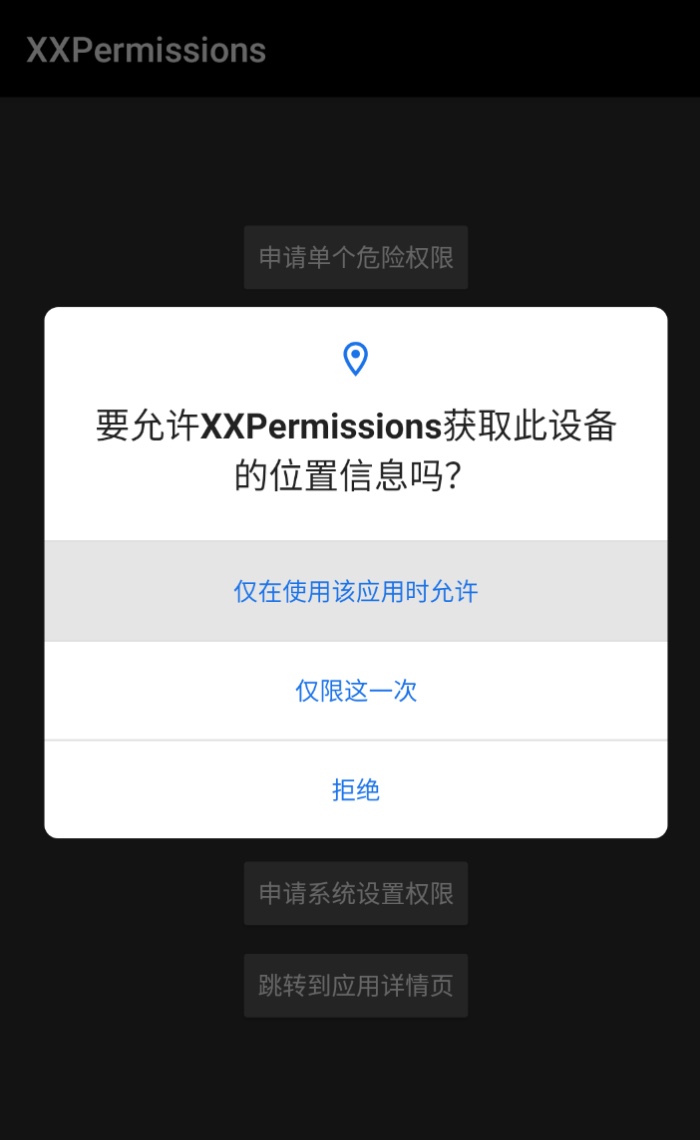 XXPermissions
申请单个危险权限
要允许XXPermissions获取此设备
的位置信息吗？
仅在使用该应用时允许
仅限这一次
拒绝
申请系统设置权限
跳转到应用详情页